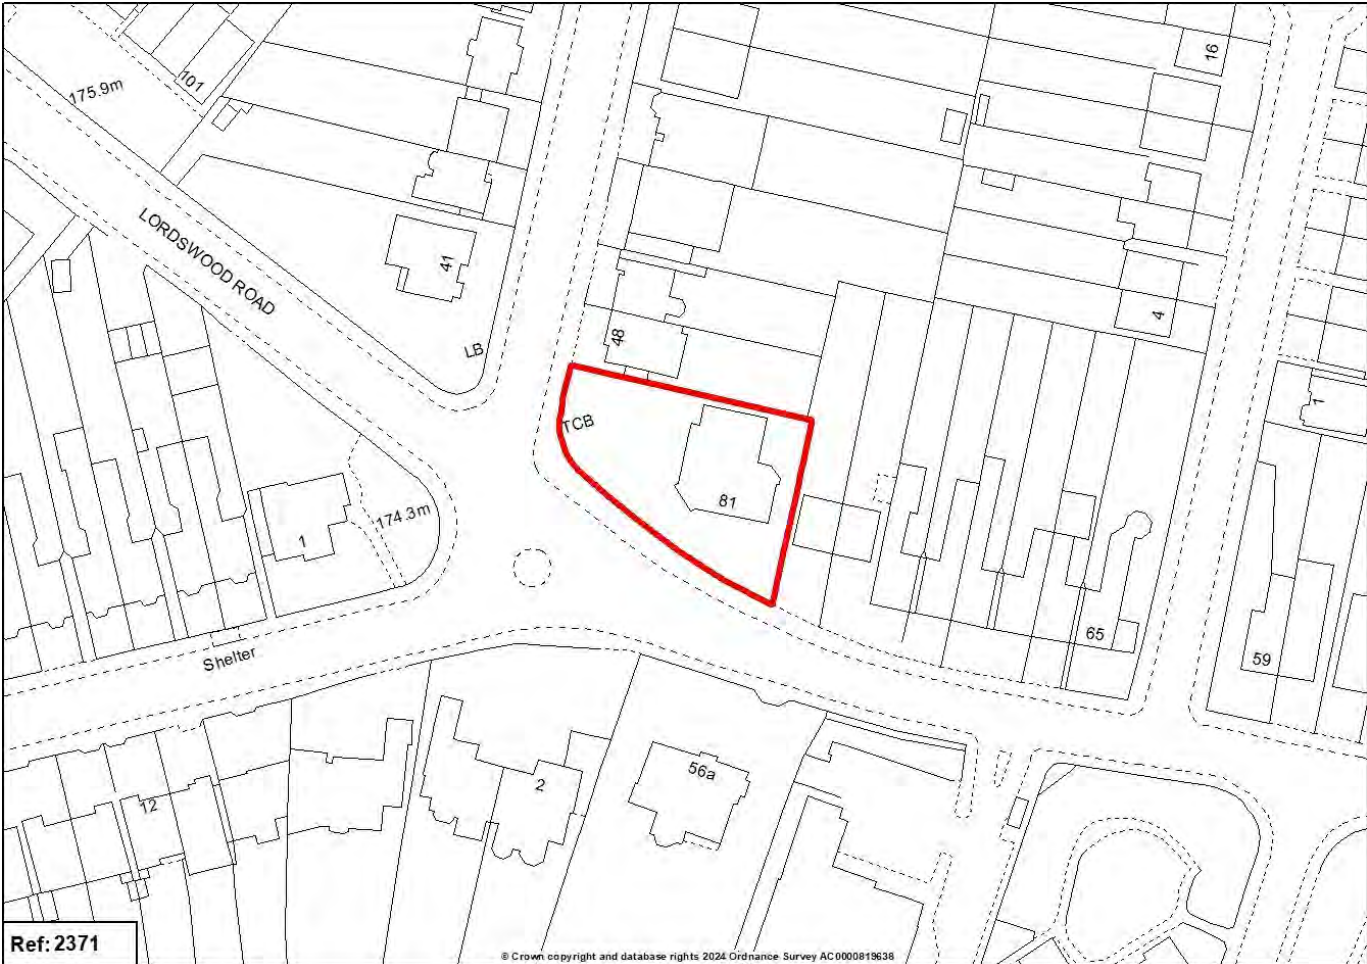 16
101
175.9m
LORDSWOOD ROAD
41
4
48
LB
1
TCB
81
174.3m
1
65
Shelter
59
56a
2
12
Ref: 2371
© Crown copyright and database rights 2024 Ordnance Survey AC0000819638